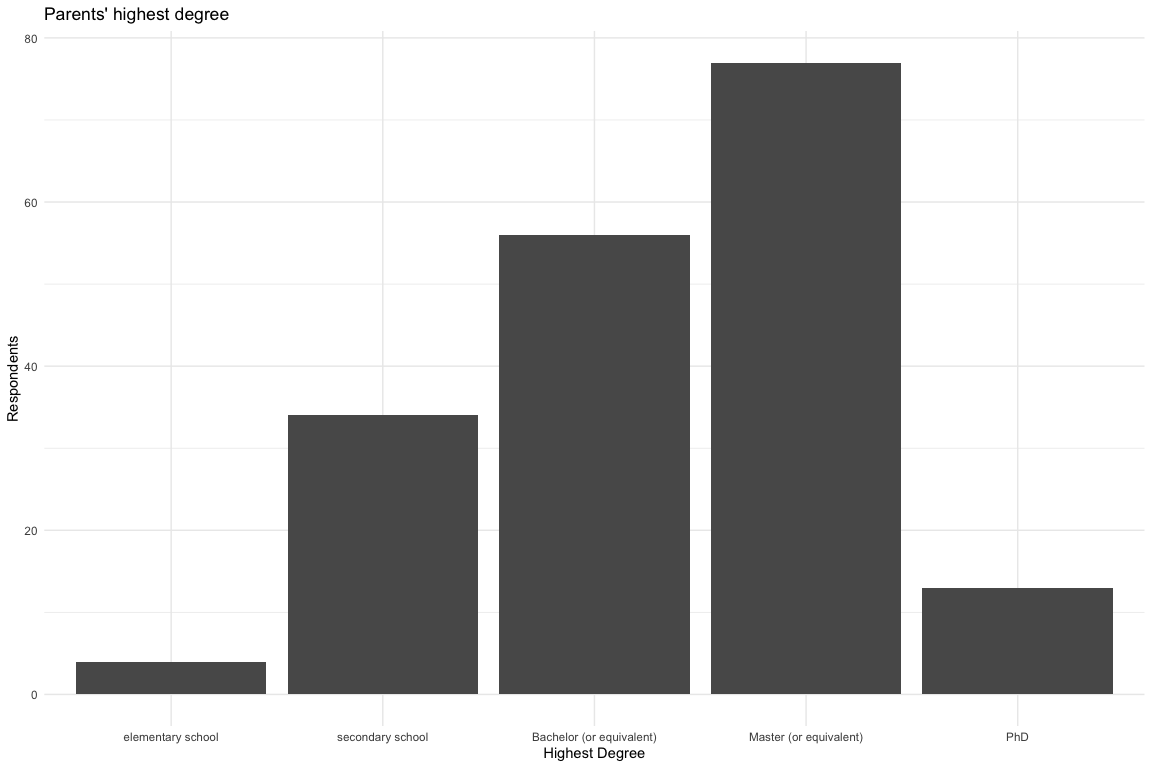 Parents' highest degree
80
60
40
20
0
Respondents
elementary school
secondary school
Bachelor (or equivalent)
Master (or equivalent)
PhD
Highest Degree